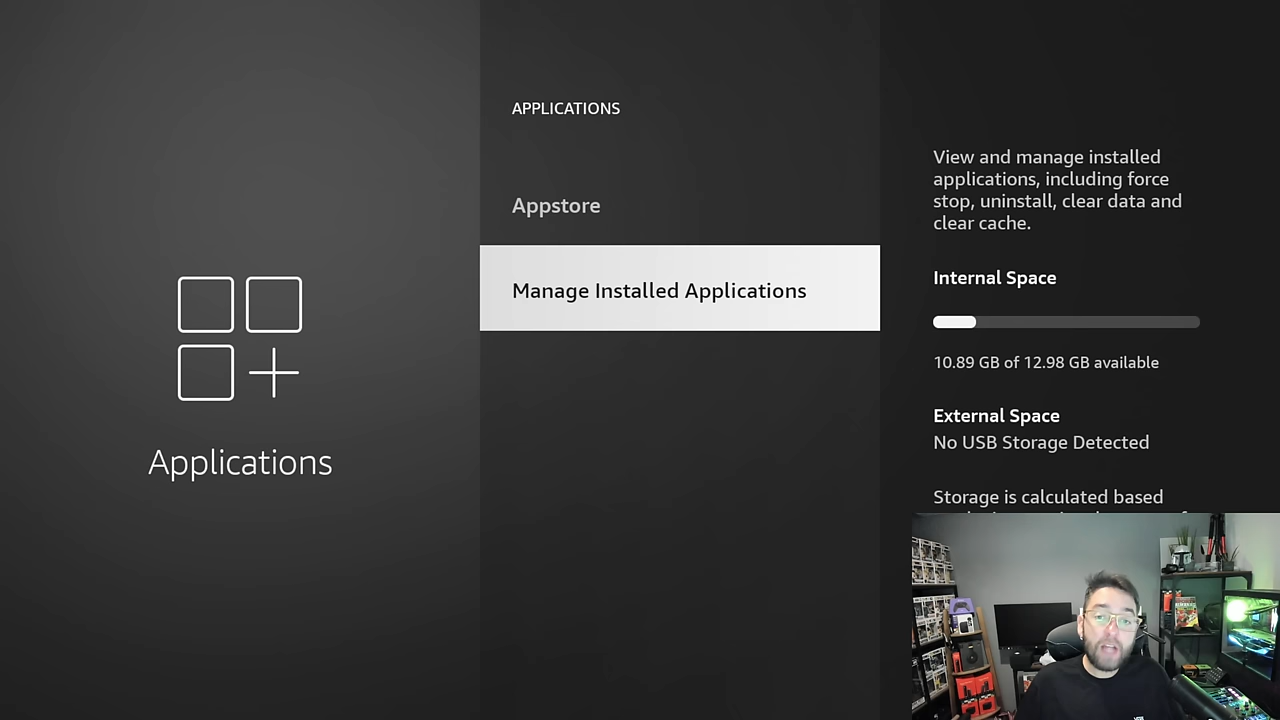 APPLICATIONS
Appstore
Manage Installed Applications
Applications
View and manage installed
applications, including force
stop, uninstall, clear data and
clear cache.
Internal Space
10.89 GB of 12.98 GB available
External Space
No USB Storage Detected
Storage is calculated based